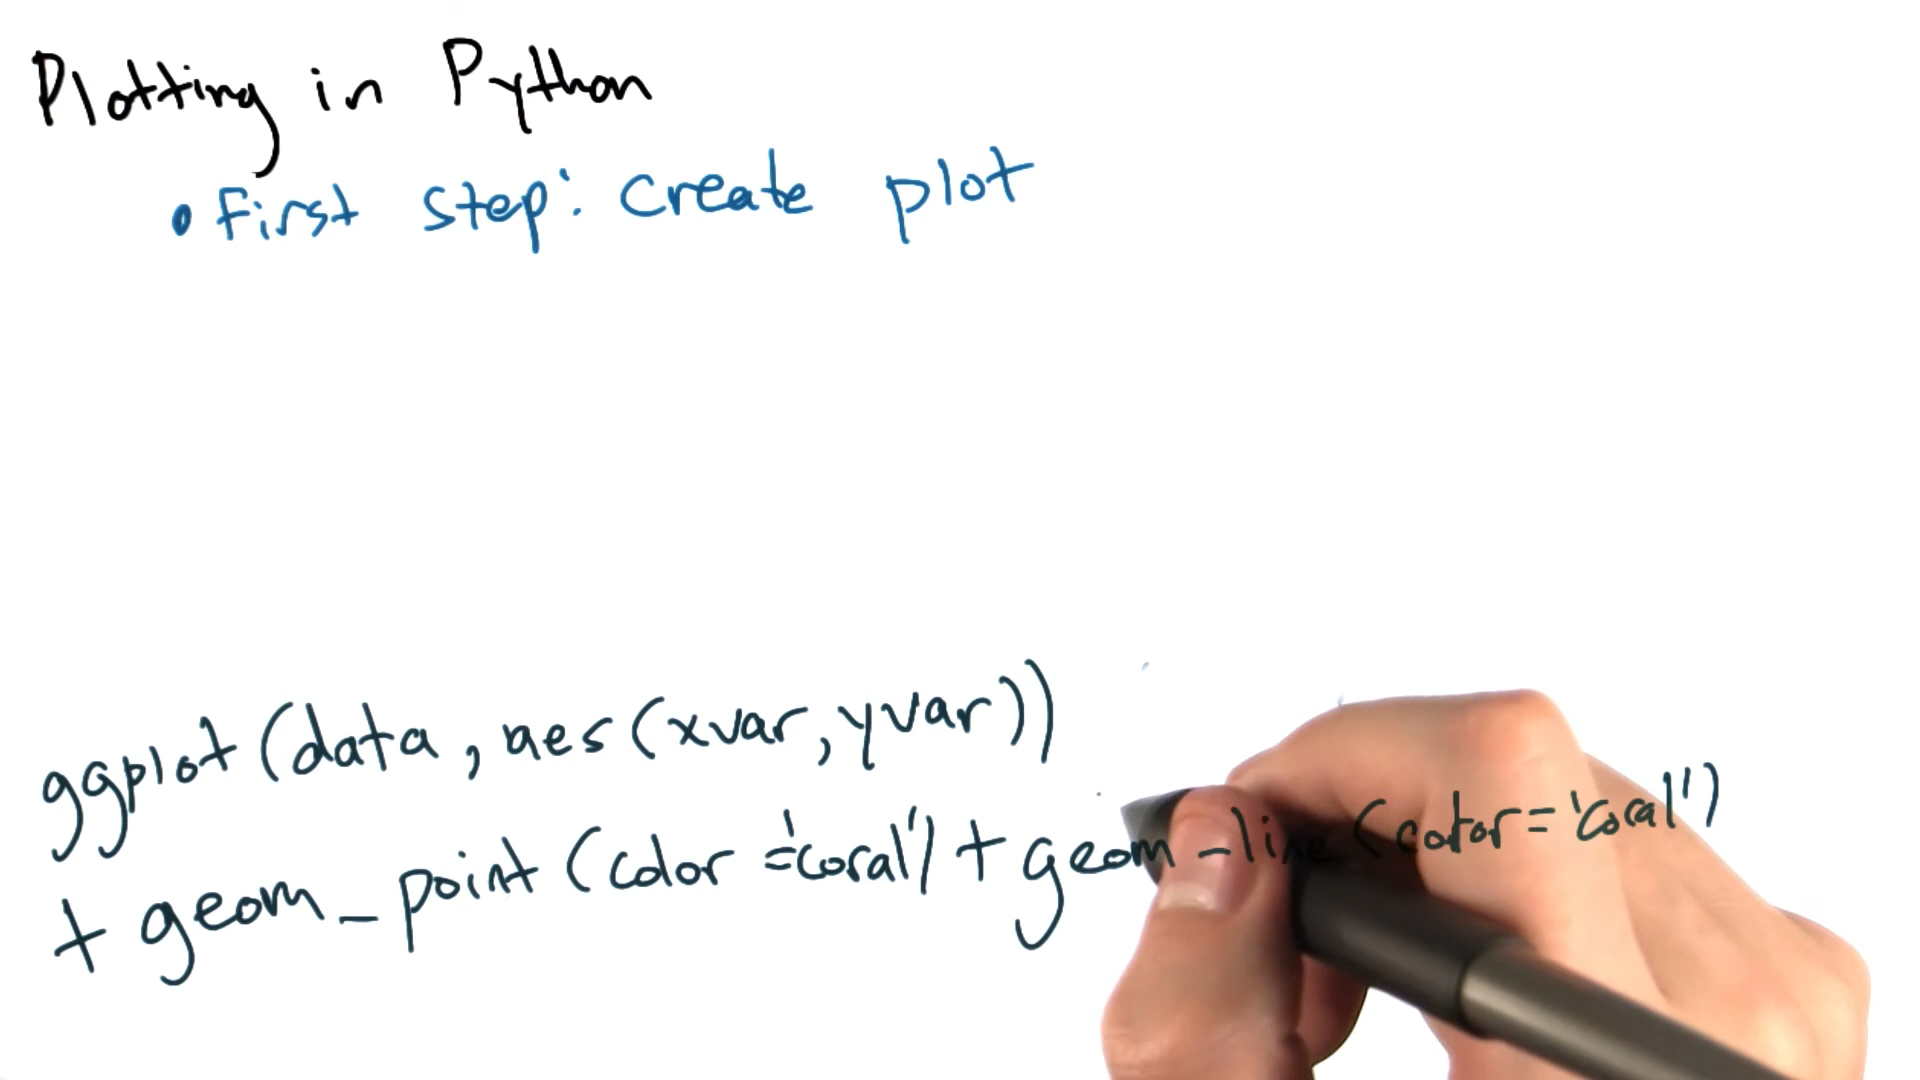 Plotting in Python
• First step: create plot
ggplot (data, aes (xvar, yvar))
+ geom_point (color = 'coral') + geom_line (color = 'coral')